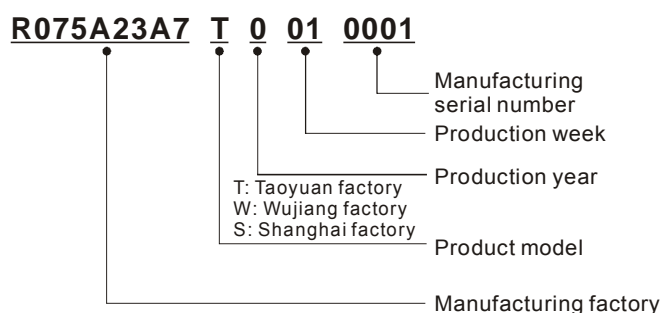 R075A23A7 T 0 01 0001
Manufacturing
serial number
Production week
Production year
T: Taoyuan factory
W: Wujiang factory
S: Shanghai factory
Product model
Manufacturing factory